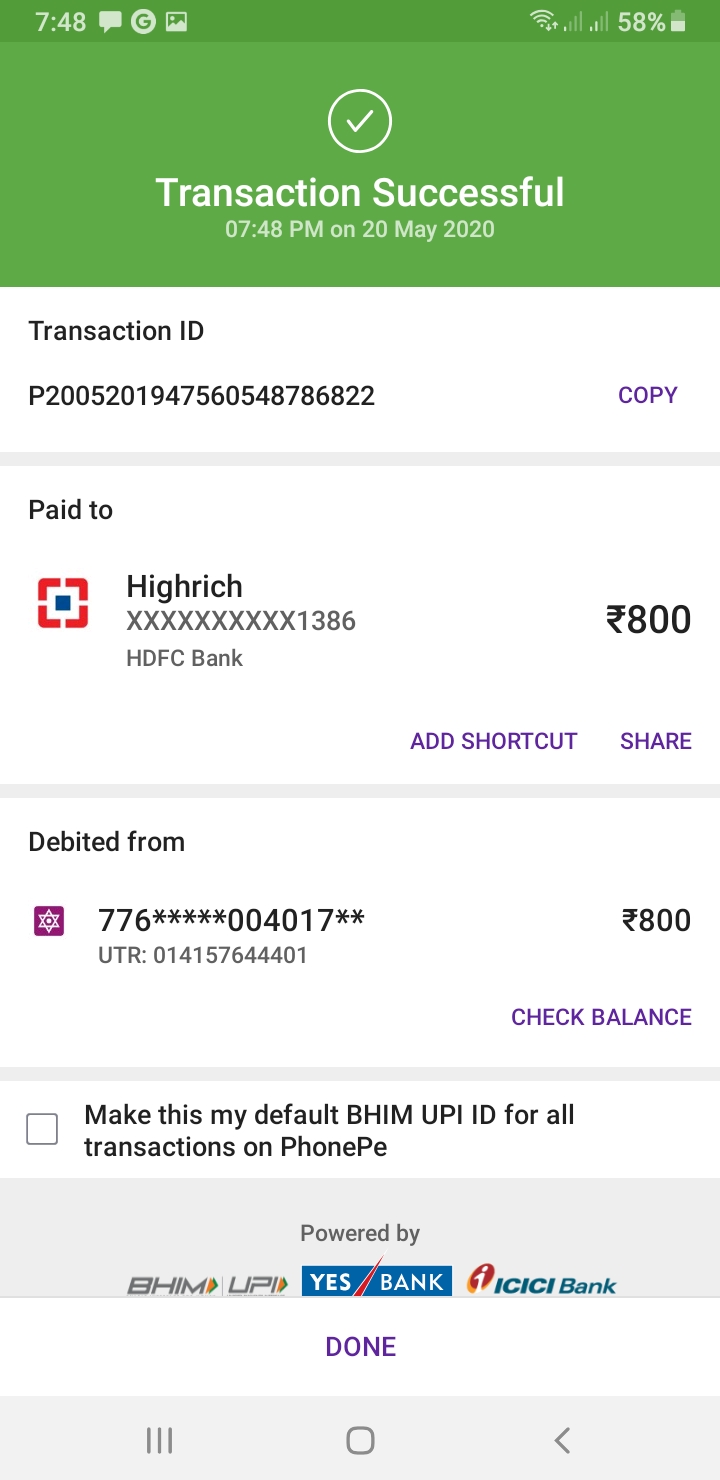 7:48 58%
Transaction Successful
07:48 PM on 20 May 2020
Transaction ID
P2005201947560548786822 COPY
Paid to
Highrich
XXXXXXXXXX1386
₹800
HDFC Bank
ADD SHORTCUT SHARE
Debited from
776*****004017** ₹800
UTR: 014157644401
CHECK BALANCE
Make this my default BHIM UPI ID for all
transactions on PhonePe
Powered by
BHIM UPI YES BANK ICICI Bank
DONE